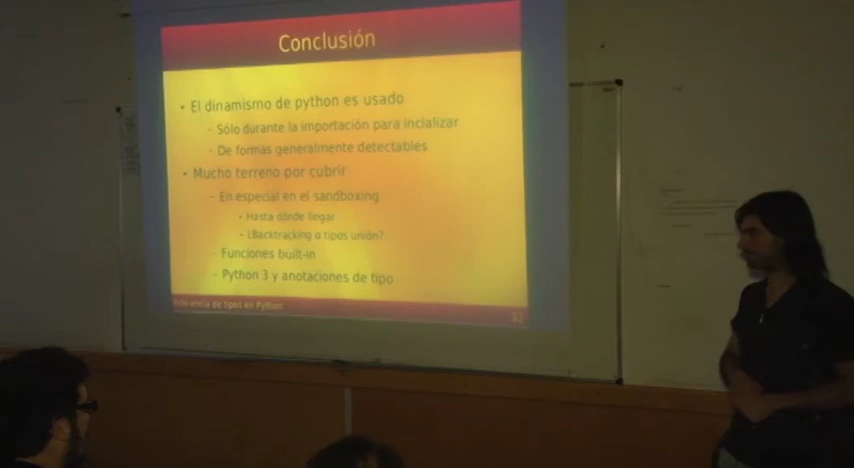 Conclusión
• El dinamismo de python es usado
- Sólo durante la importación para incializar
- De formas generalmente detectables
• Mucho terreno por cubrir
- En especial en el sandboxing
- Hasta dónde llegar
- ¿Backtracking o tipos unión?
- Funciones built-in
- Python 3 y anotaciones de tipo
Inferencia de tipos en Python
32